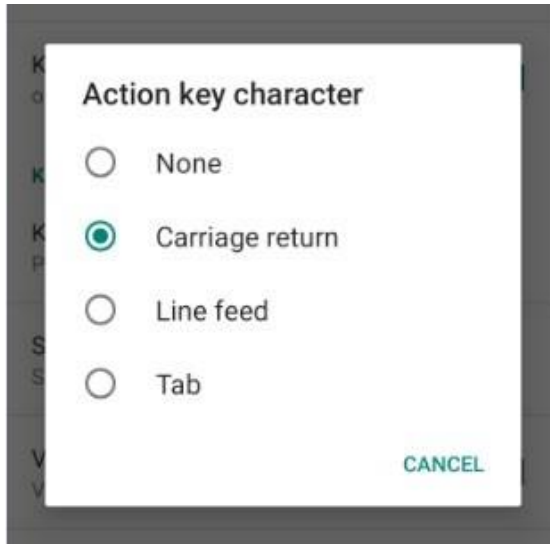 Action key character
None
Carriage return
Line feed
Tab
CANCEL